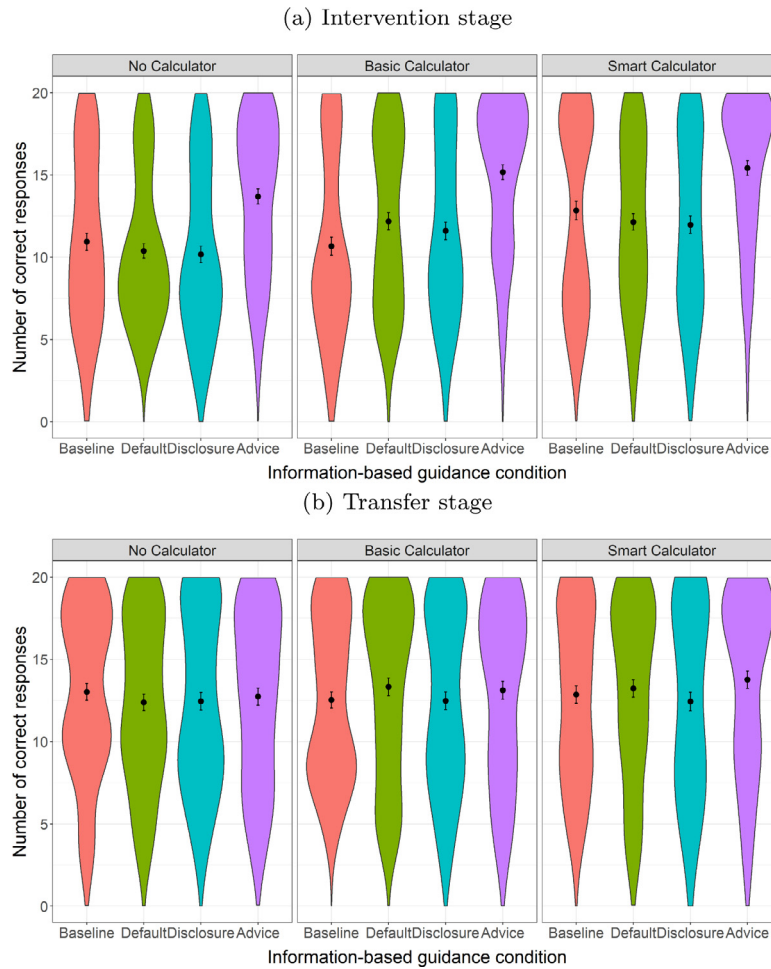 (a) Intervention stage
No Calculator Basic Calculator Smart Calculator
Number of correct responses
20
15
10
5
0
Baseline Default Disclosure Advice Baseline Default Disclosure Advice Baseline Default Disclosure Advice
Information-based guidance condition
(b) Transfer stage
No Calculator Basic Calculator Smart Calculator
Number of correct responses
20
15
10
5
0
Baseline Default Disclosure Advice Baseline Default Disclosure Advice Baseline Default Disclosure Advice
Information-based guidance condition